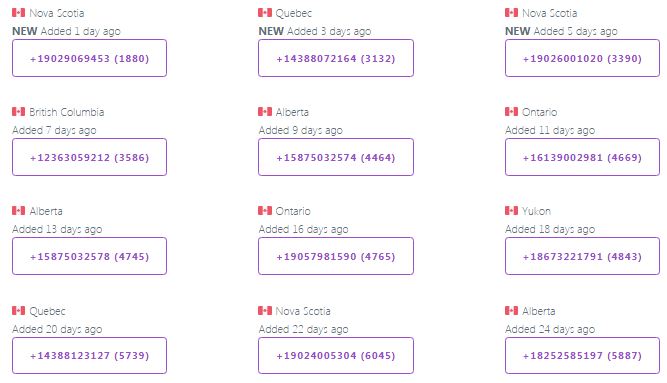 Nova Scotia
NEW Added 1 day ago
+19029069453 (1880)
Quebec
NEW Added 3 days ago
+14388072164 (3132)
Nova Scotia
NEW Added 5 days ago
+19026001020 (3390)
British Columbia
Added 7 days ago
+12363059212 (3586)
Alberta
Added 9 days ago
+15875032574 (4464)
Ontario
Added 11 days ago
+16139002981 (4669)
Alberta
Added 13 days ago
+15875032578 (4745)
Ontario
Added 16 days ago
+19057981590 (4765)
Yukon
Added 18 days ago
+18673221791 (4843)
Quebec
Added 20 days ago
+14388123127 (5739)
Nova Scotia
Added 22 days ago
+19024005304 (6045)
Alberta
Added 24 days ago
+18252585197 (5887)